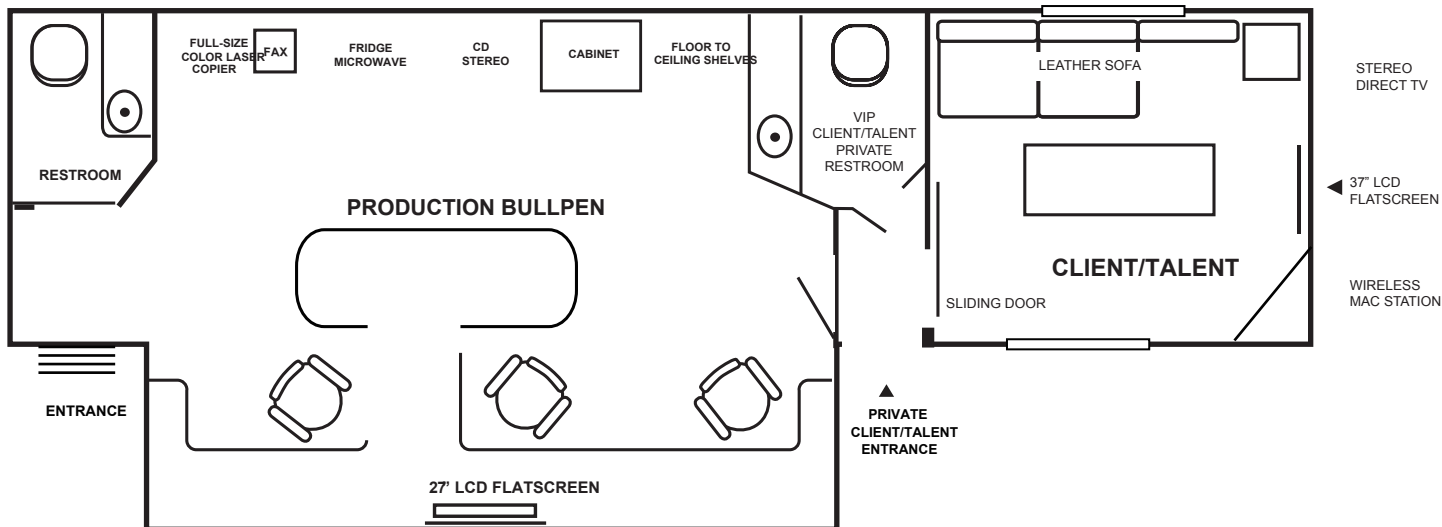 FULL-SIZE
COLOR LASER
COPIER
FAX
FRIDGE
MICROWAVE
CD
STEREO
CABINET
FLOOR TO
CEILING SHELVES
VIP
CLIENT/TALENT
PRIVATE
RESTROOM
LEATHER SOFA
STEREO
DIRECT TV
RESTROOM
PRODUCTION BULLPEN
37” LCD
FLATSCREEN
CLIENT/TALENT
SLIDING DOOR
WIRELESS
MAC STATION
ENTRANCE
PRIVATE
CLIENT/TALENT
ENTRANCE
27’ LCD FLATSCREEN